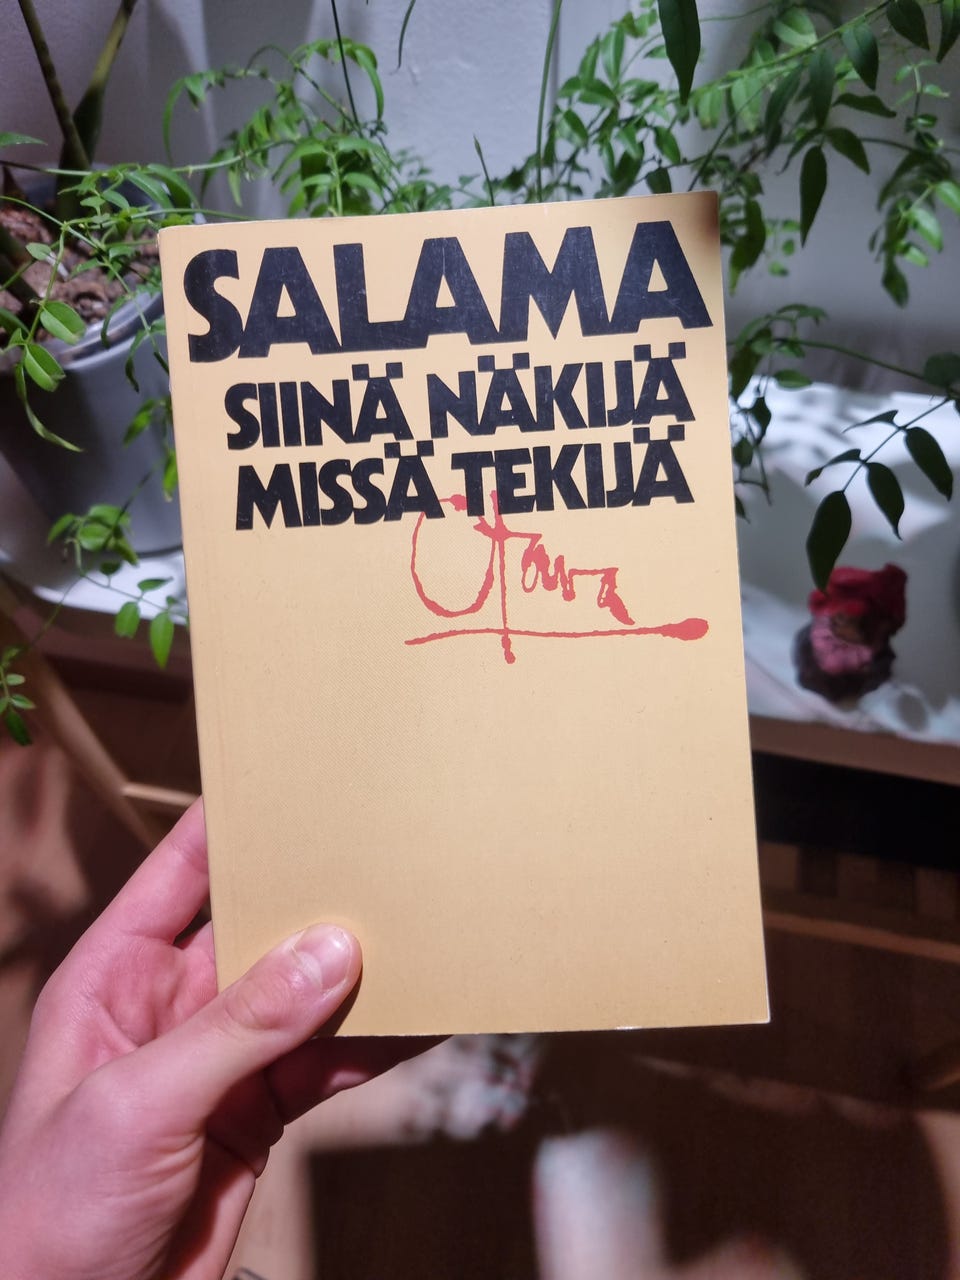 SALAMA
SIINÄ NÄKIJÄ
MISSÄ TEKIJÄ
Otava